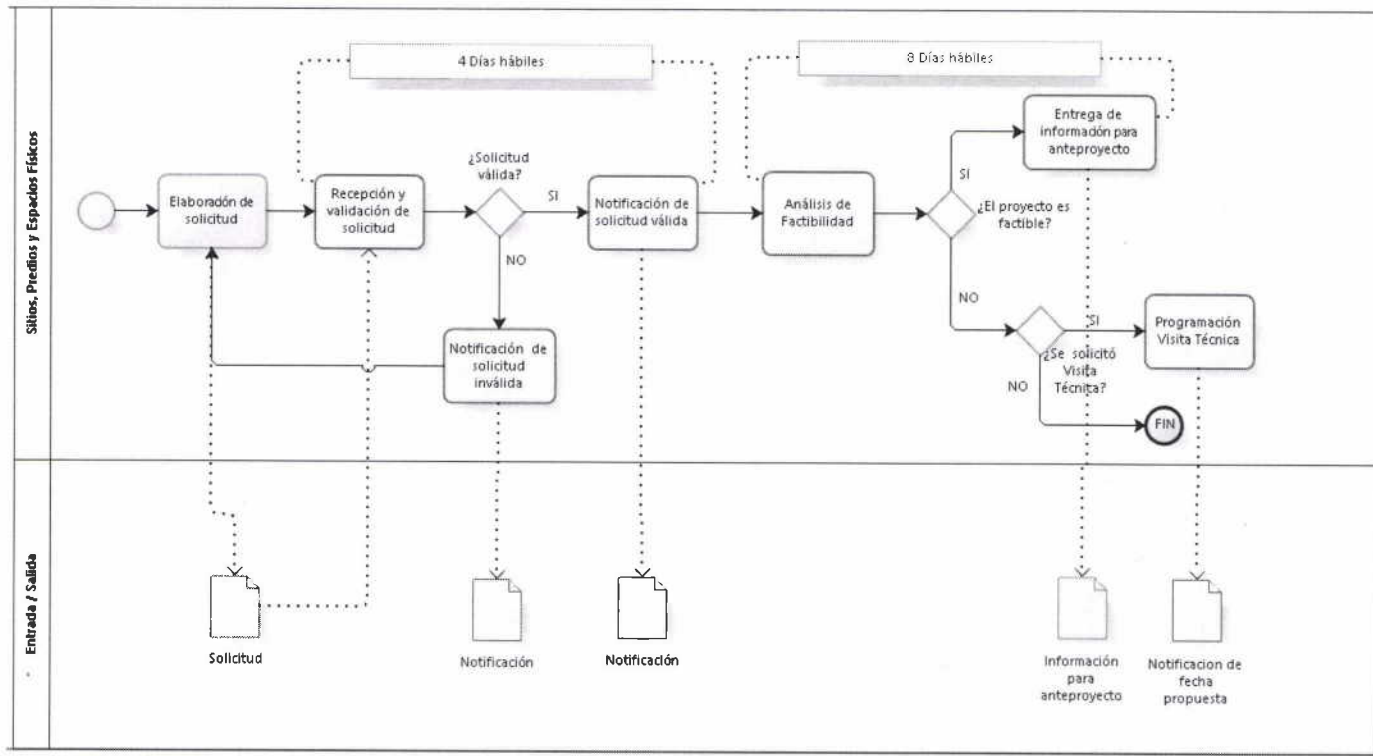 4 Días hábiles
8 Días hábiles
Sitios, Predios y Espacios Físicos
Elaboración de
solicitud
Recepción y
validación de
solicitud
¿Solicitud
válida?
SI
NO
Notificación de
solicitud válida
Notificación de
solicitud
inválida
Análisis de
Factibilidad
¿El proyecto es
factible?
SI
Entrega de
información para
anteproyecto
NO
¿Se solicitó
Visita
Técnita?
SI
Programación
Visita Técnica
NO
FIN
Entrada / Salida
Solicitud
Notificación
Notificación
Información
para
anteproyecto
Notificacion de
fecha
propuesta